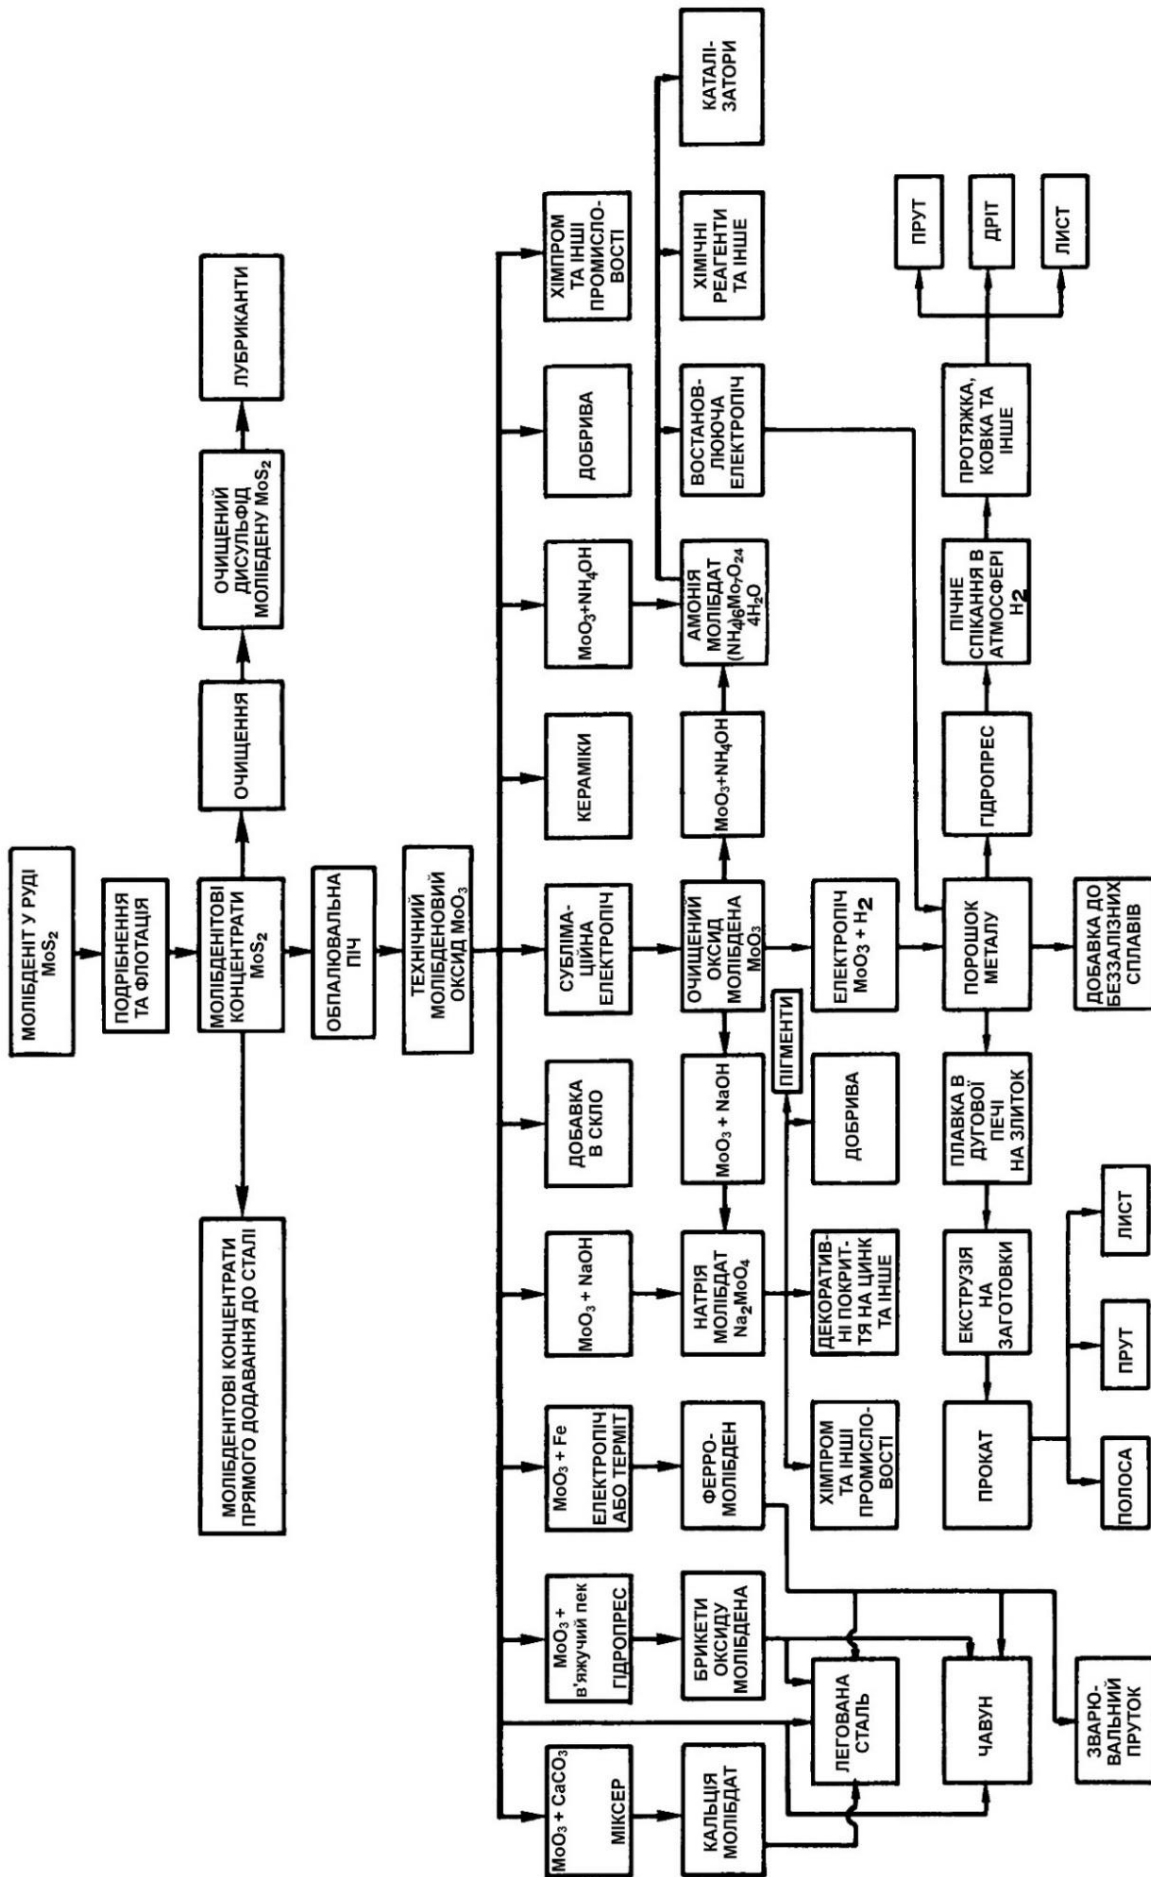 МОЛІБДЕНІТ У РУДІ
MoS₂
ПОДРІБНЕННЯ
ТА ФЛОТАЦІЯ
МОЛІБДЕНІТОВІ КОНЦЕНТРАТИ
ПРЯМОГО ДОДАВАННЯ ДО СТАЛІ
МОЛІБДЕНІТОВІ
КОНЦЕНТРАТИ
MoS₂
ОЧИЩЕННЯ
ОЧИЩЕНИЙ
ДИСУЛЬФІД
МОЛІБДЕНУ MoS₂
ЛУБРИКАНТИ
ОБПАЛЮВАЛЬНА
ПІЧ
ТЕХНІЧНИЙ
МОЛІБДЕНОВИЙ
ОКСИД MoO₃
MoO₃ + CaCO₃
МІКСЕР
MoO₃ +
в'яжучий пек
ГІДРОПРЕС
MoO₃ + Fe
ЕЛЕКТРОПІЧ
АБО ТЕРМІТ
MoO₃ + NaOH
ДОБАВКА
В СКЛО
СУБЛІМА-
ЦІЙНА
ЕЛЕКТРОПІЧ
КЕРАМІКИ
MoO₃+NH₄OH
ДОБРИВА
ХІМПРОМ
ТА ІНШІ
ПРОМИСЛО-
ВОСТІ
КАЛЬЦІЯ
МОЛІБДАТ
БРИКЕТИ
ОКСИДУ
МОЛІБДЕНА
ФЕРРО-
МОЛІБДЕН
НАТРІЯ
МОЛІБДАТ
Na₂MoO₄
MoO₃ + NaOH
ОЧИЩЕНИЙ
ОКСИД
МОЛІБДЕНА
MoO₃
MoO₃+NH₄OH
АМОНІЯ
МОЛІБДАТ
(NH₄)₆Mo₇O₂₄
4H₂O
ВОСТАНОВ-
ЛЮЮЧА
ЕЛЕКТРОПІЧ
ХІМІЧНІ
РЕАГЕНТИ
ТА ІНШЕ
КАТАЛІ-
ЗАТОРИ
ПІГМЕНТИ
ЛЕГОВАНА
СТАЛЬ
ХІМПРОМ
ТА ІНШІ
ПРОМИСЛО-
ВОСТІ
ДЕКОРАТИВ-
НІ ПОКРИТ-
ТЯ НА ЦИНК
ТА ІНШЕ
ДОБРИВА
ЕЛЕКТРОПІЧ
MoO₃ + H₂
ЧАВУН
ПРОКАТ
ЕКСТРУЗІЯ
НА
ЗАГОТОВКИ
ПЛАВКА В
ДУГОВОЇ
ПЕЧІ
НА ЗЛИТОК
ПОРОШОК
МЕТАЛУ
ГІДРОПРЕС
ПІЧНЕ
СПІКАННЯ В
АТМОСФЕРІ
H₂
ПРОТЯЖКА,
КОВКА ТА
ІНШЕ
ПРУТ
ДРІТ
ЛИСТ
ЗВАРЮ-
ВАЛЬНИЙ
ПРУТОК
ПОЛОСА
ПРУТ
ЛИСТ
ДОБАВКА ДО
БЕЗЗАЛІЗНИХ
СПЛАВІВ